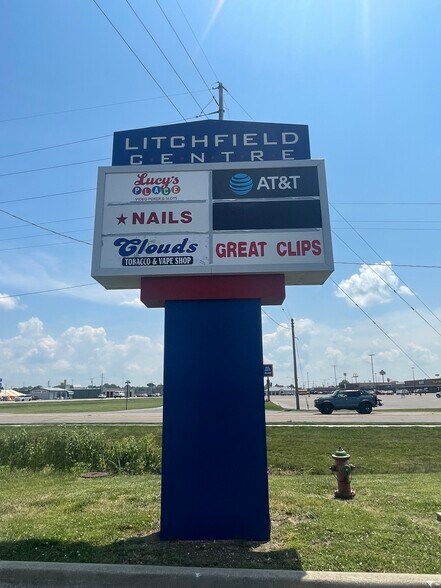 LITCHFIELD
CENTRE
Lucy's
PLACE
VIDEO POKER & SLOTS
AT&T
NAILS
Clouds
TOBACCO & VAPE SHOP
GREAT CLIPS